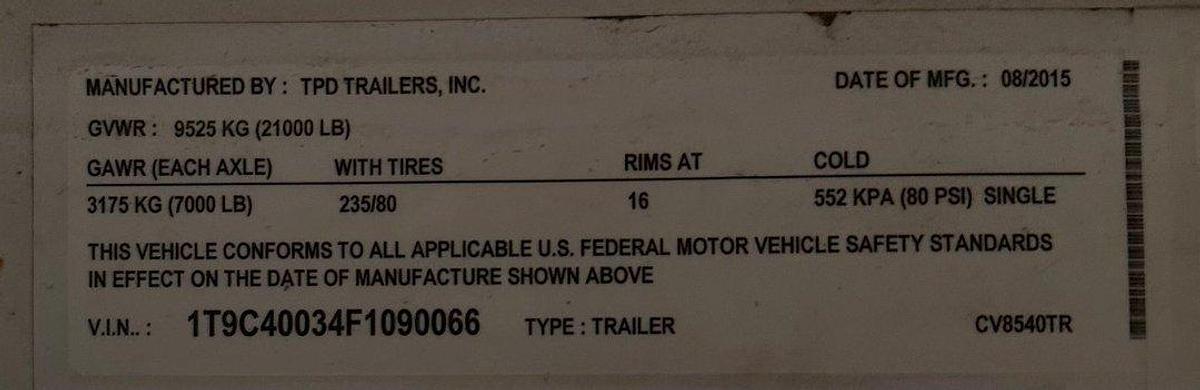 MANUFACTURED BY : TPD TRAILERS, INC. DATE OF MFG. : 08/2015
GVWR : 9525 KG (21000 LB)
GAWR (EACH AXLE) WITH TIRES RIMS AT COLD
3175 KG (7000 LB) 235/80 16 552 KPA (80 PSI) SINGLE
THIS VEHICLE CONFORMS TO ALL APPLICABLE U.S. FEDERAL MOTOR VEHICLE SAFETY STANDARDS
IN EFFECT ON THE DATE OF MANUFACTURE SHOWN ABOVE
V.I.N.. : 1T9C40034F1090066 TYPE : TRAILER CV8540TR